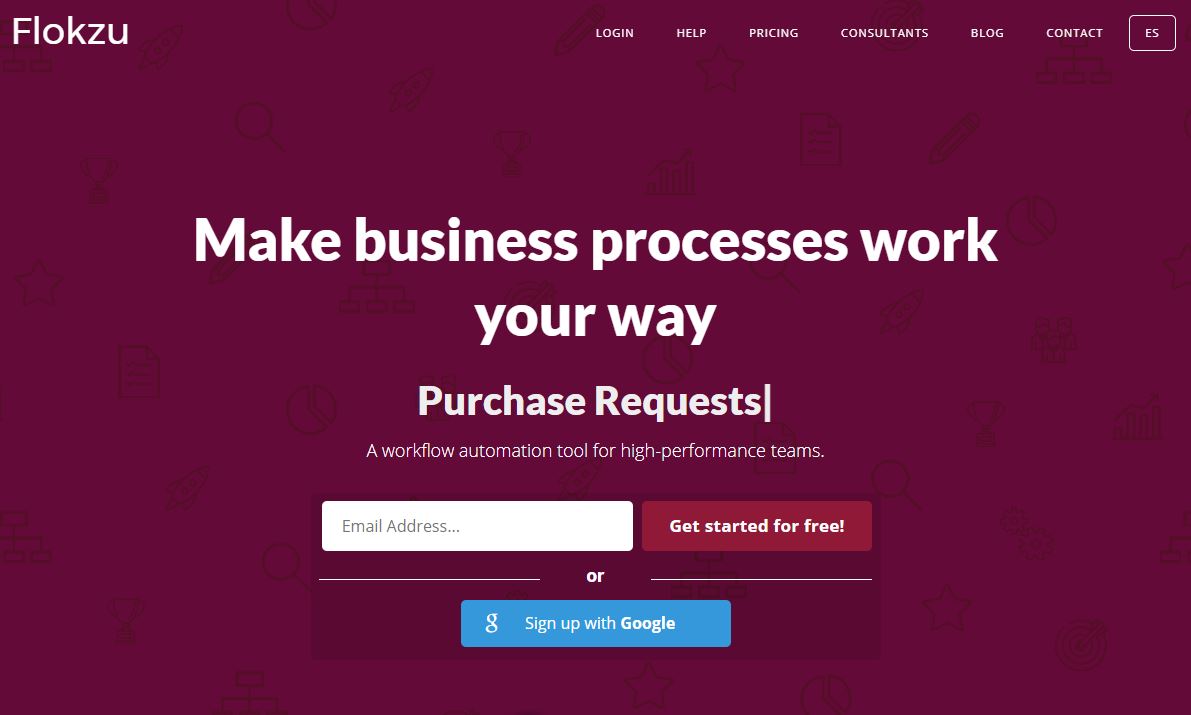 Flokzu
LOGIN HELP PRICING CONSULTANTS BLOG CONTACT ES
Make business processes work
your way
Purchase Requests|
A workflow automation tool for high-performance teams.
Email Address... Get started for free!
or
g Sign up with Google